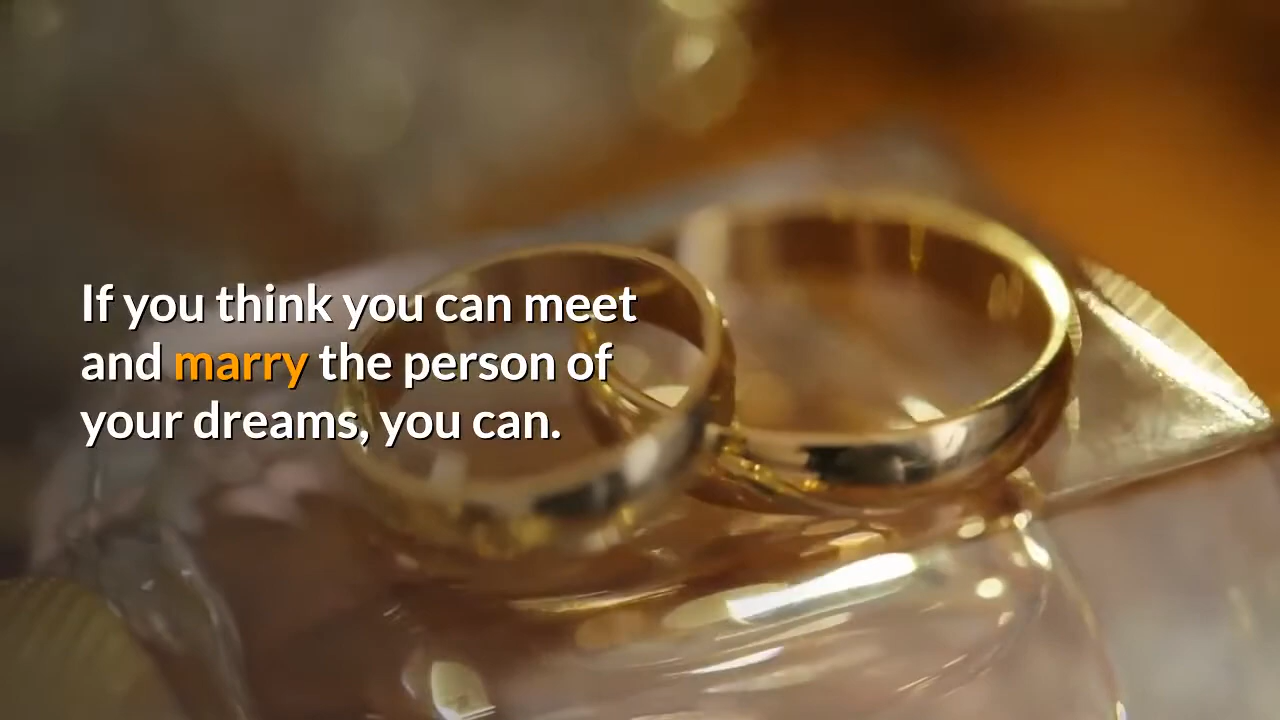 If you think you can meet
and marry the person of
your dreams, you can.